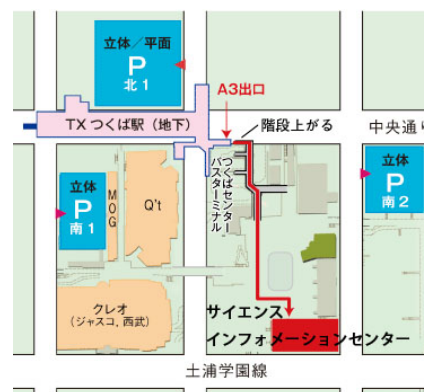 立体/平面
P
北1
A3出口
TX つくば駅（地下）
階段上がる
中央通り
つくばセンター
バスターミナル
立体
P
南1
MOG
Q't
立体
P
南2
クレオ
（ジャスコ, 西武）
サイエンス
インフォメーションセンター
土浦学園線